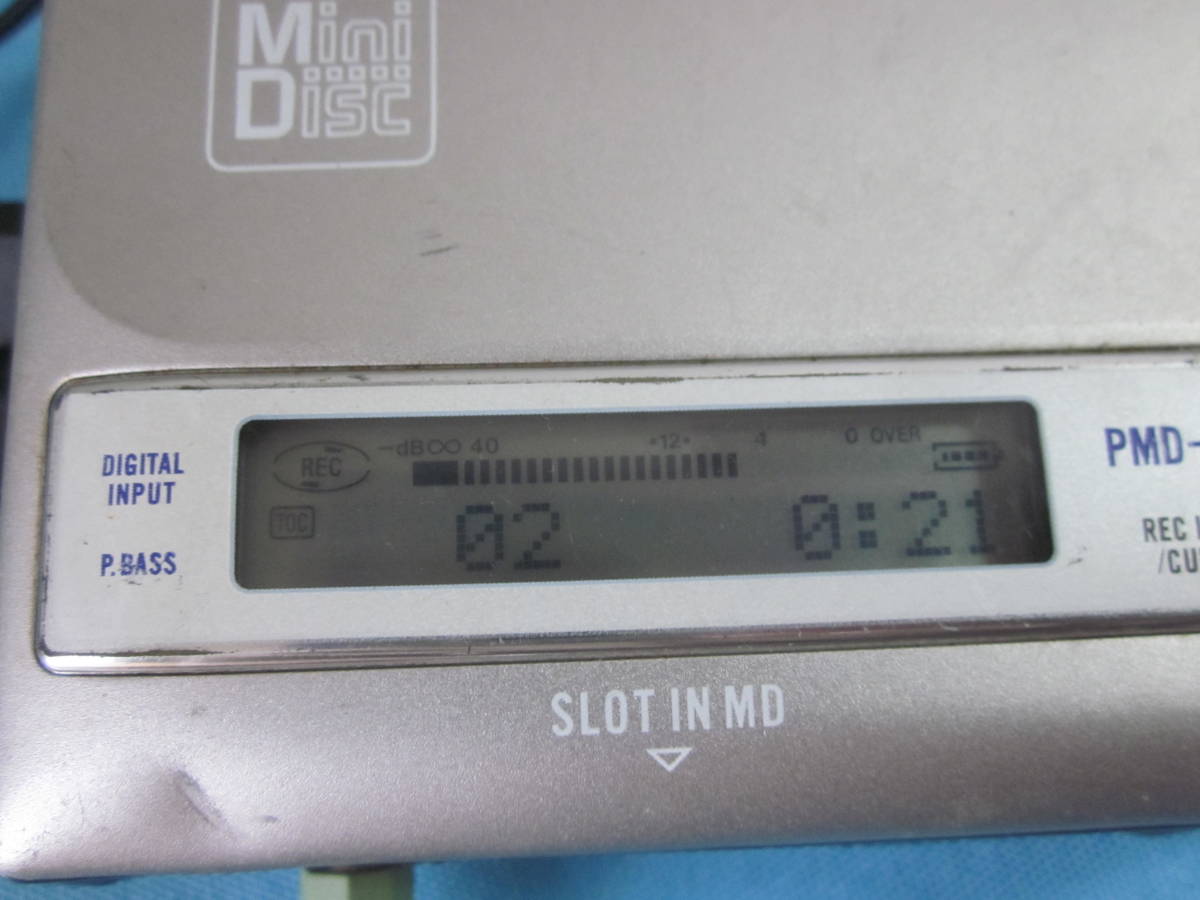 Mini
Disc
DIGITAL
INPUT
P.BASS
REC
-dB∞ 40 •12• 4 0 OVER
TOC
02 0:21
PMD-
REC
/CU
SLOT IN MD